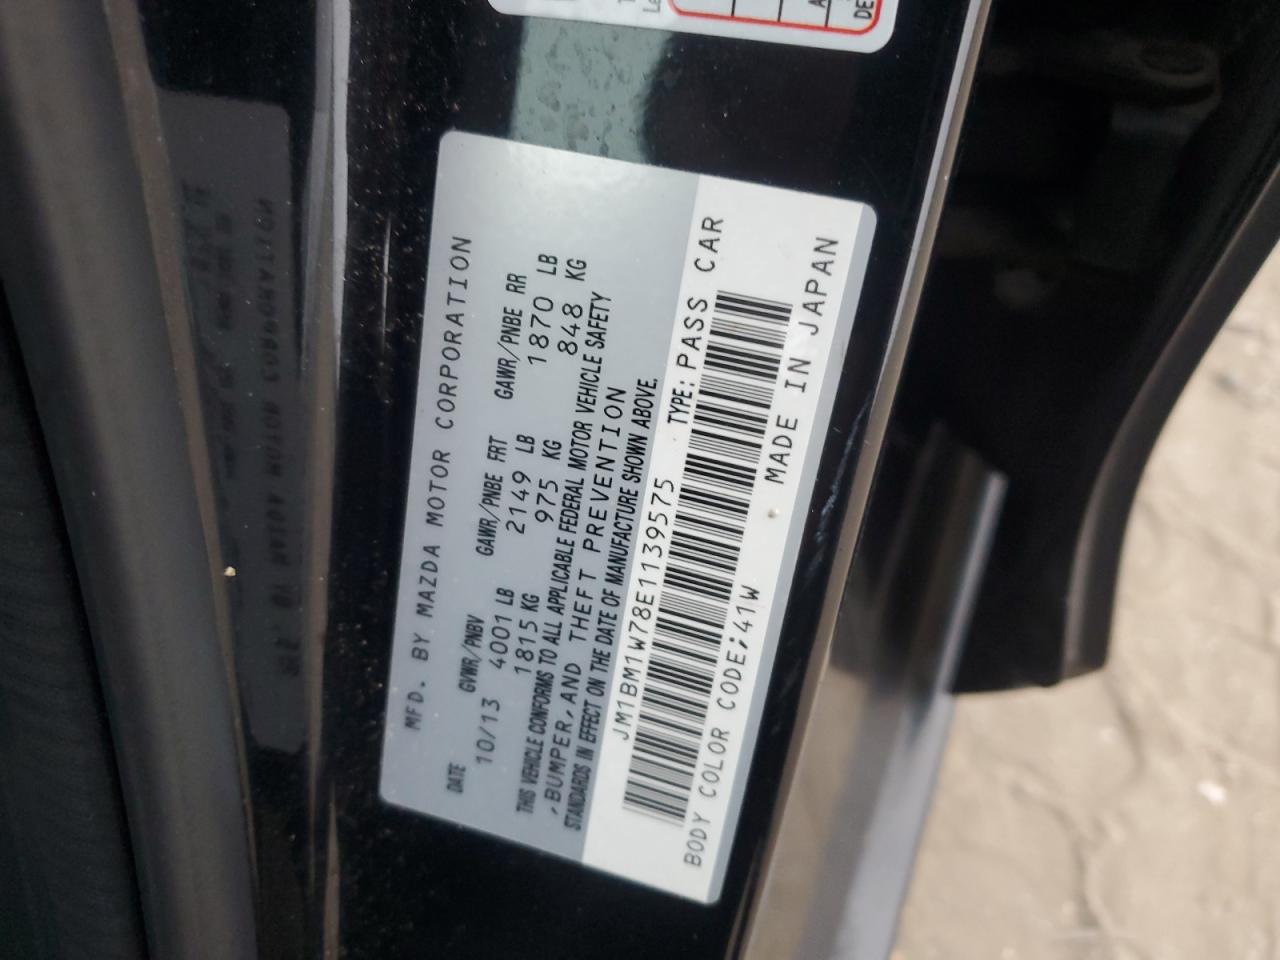 MFD. BY MAZDA MOTOR CORPORATION
DATE GVWR/PNBV GAWR/PNBE FRT GAWR/PNBE RR
10/13 4001 LB 2149 LB 1870 LB
1815 KG 975 KG 848 KG
THIS VEHICLE CONFORMS TO ALL APPLICABLE FEDERAL MOTOR VEHICLE SAFETY
, BUMPER, AND THEFT PREVENTION
STANDARDS IN EFFECT ON THE DATE OF MANUFACTURE SHOWN ABOVE.
JM1BM1W78E1139575 TYPE: PASS CAR
BODY COLOR CODE;41W MADE IN JAPAN
DE